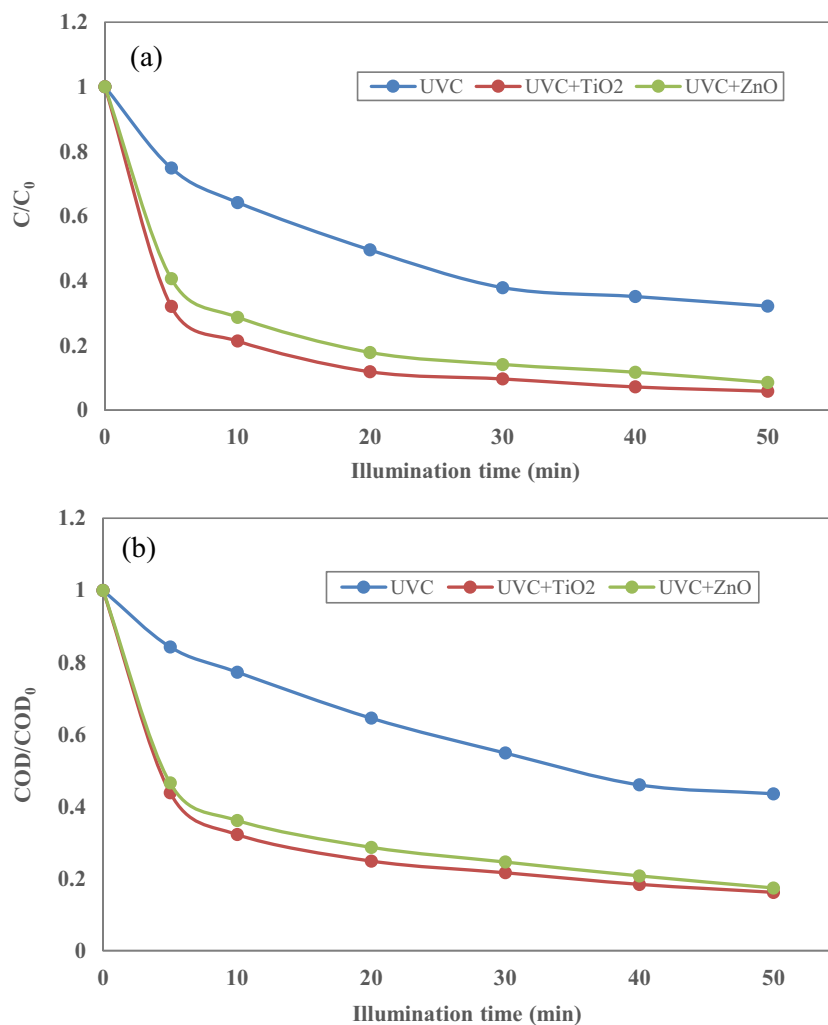 1.2
(a)
1
UVC UVC+TiO2 UVC+ZnO
0.8
C/C0
0.6
0.4
0.2
0
0 10 20 30 40 50
Illumination time (min)
1.2
(b)
1
UVC UVC+TiO2 UVC+ZnO
0.8
COD/COD0
0.6
0.4
0.2
0
0 10 20 30 40 50
Illumination time (min)